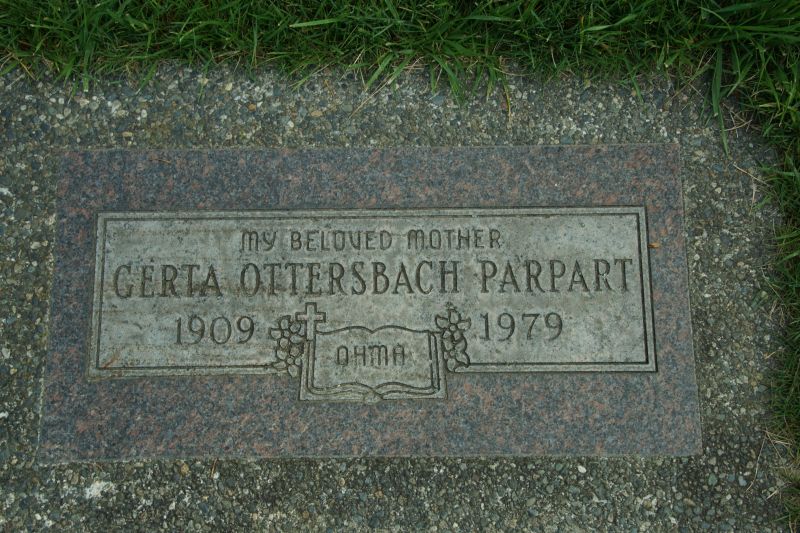 MY BELOVED MOTHER
GERTA OTTERSBACH PARPART
1909 1979
OHMA